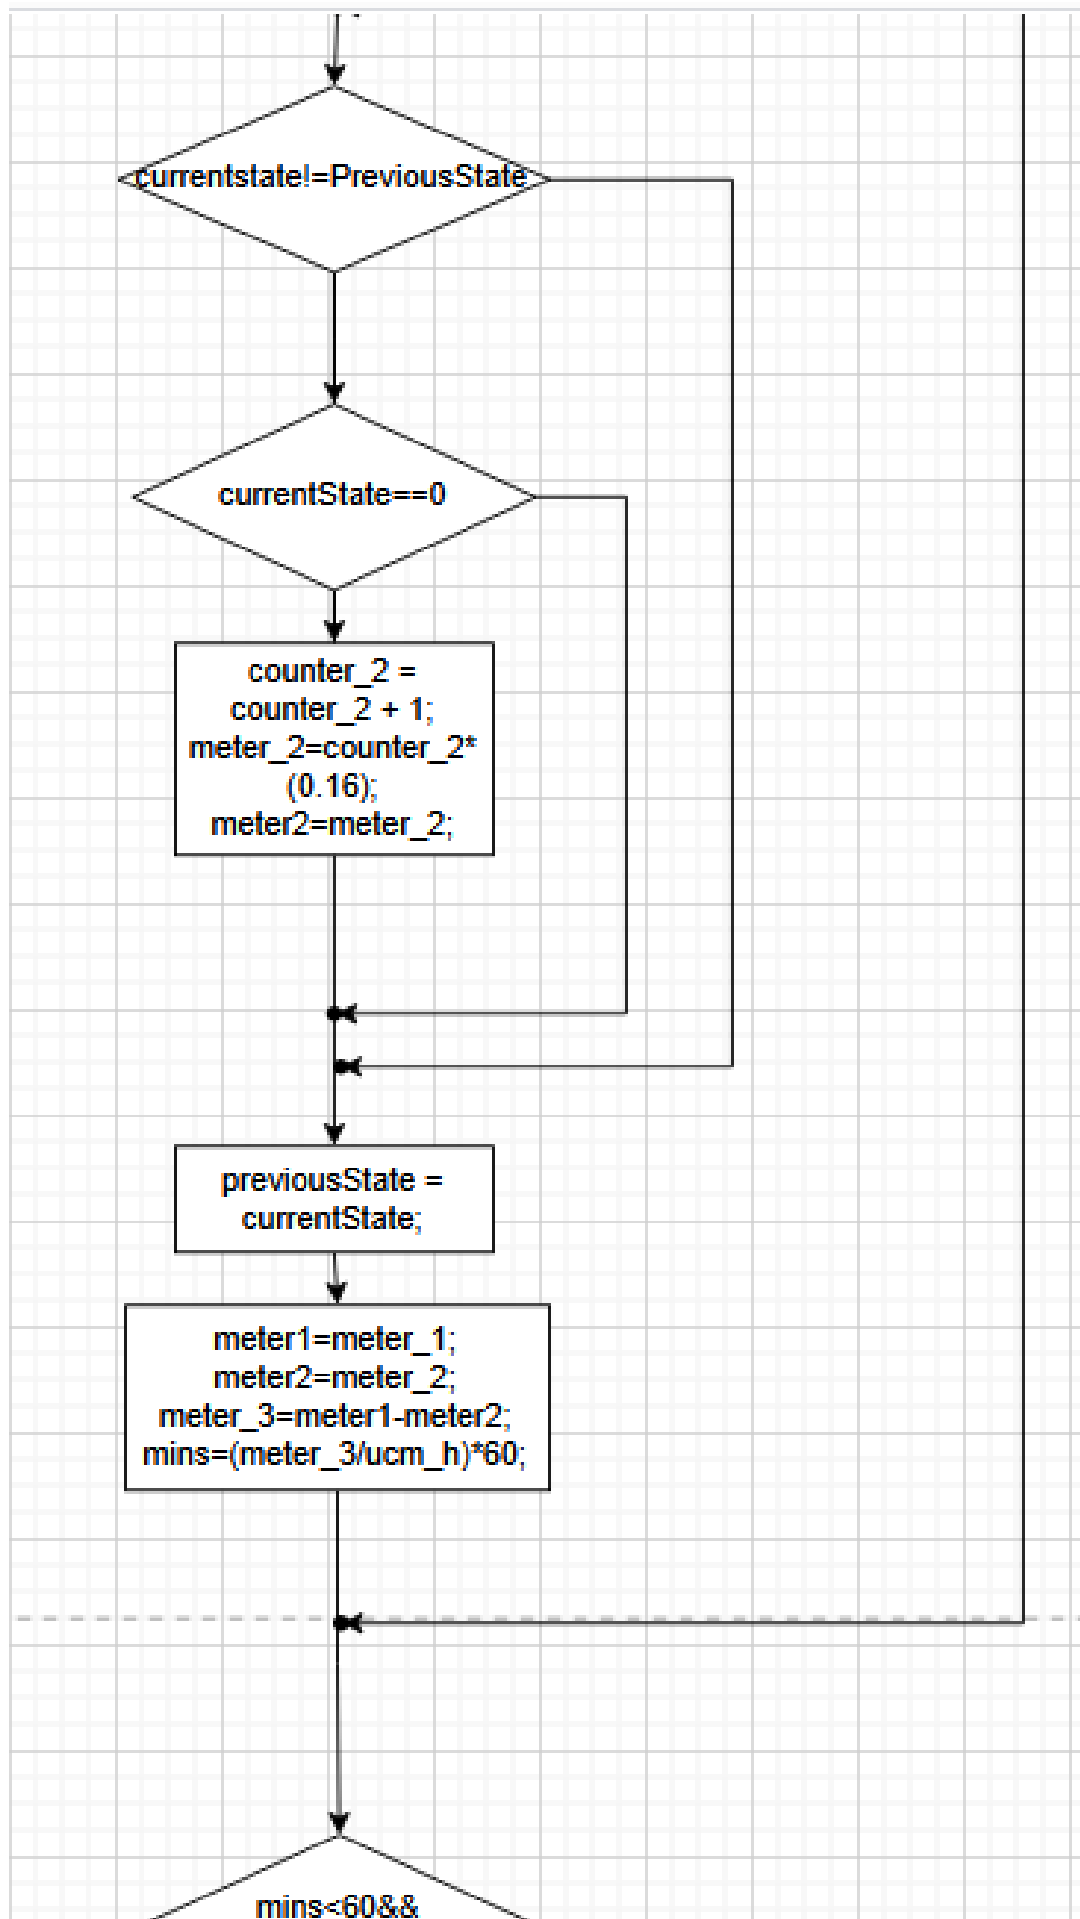 currentstate!=PreviousState
currentState==0
counter_2 =
counter_2 + 1;
meter_2=counter_2*
(0.16);
meter2=meter_2;
previousState =
currentState;
meter1=meter_1;
meter2=meter_2;
meter_3=meter1-meter2;
mins=(meter_3/ucm_h)*60;
mins<60&&